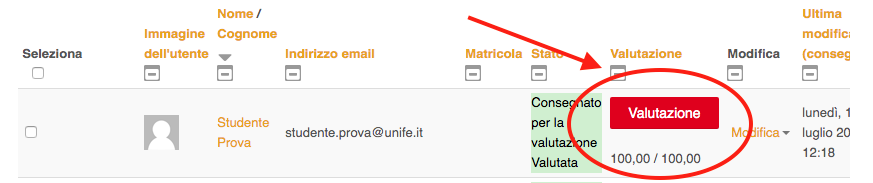 Seleziona
Immagine
dell'utente
Nome /
Cognome
Indirizzo email
Matricola
Stato
Valutazione
Modifica
Ultima
modifica
(conseg
Studente
Prova
studente.prova@unife.it
Consegnato
per la
valutazione
Valutata
Valutazione
100,00 / 100,00
Modifica
lunedì, 1
luglio 20
12:18